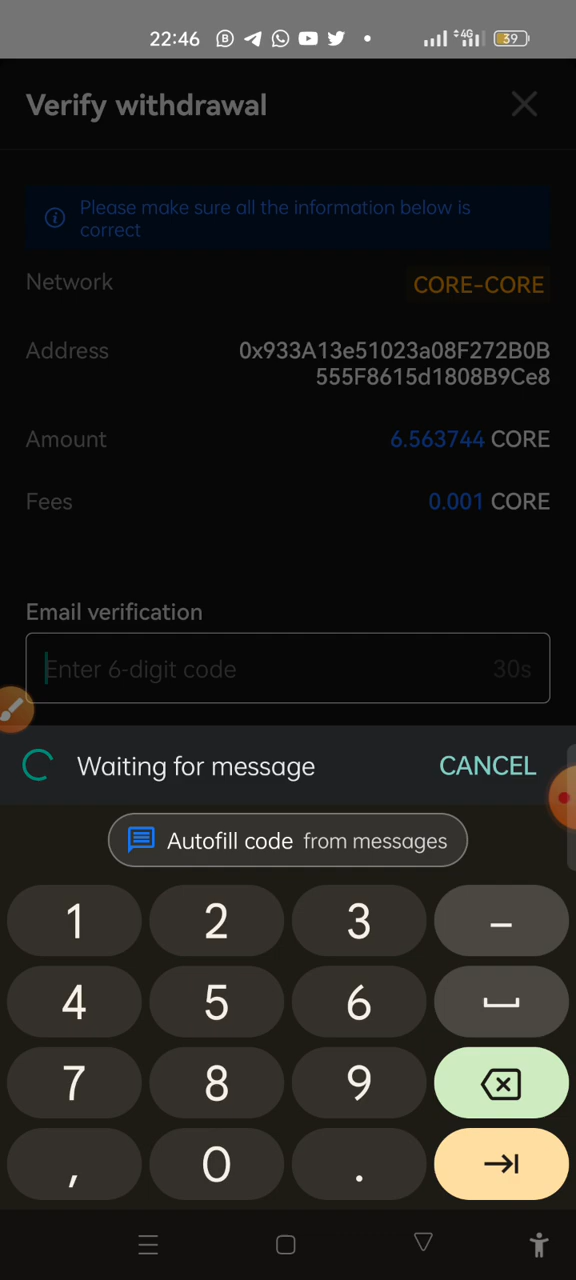 22:46
4G
39
Verify withdrawal
Please make sure all the information below is
correct
Network
CORE-CORE
Address
0x933A13e51023a08F272B0B
555F8615d1808B9Ce8
Amount
6.563744 CORE
Fees
0.001 CORE
Email verification
Enter 6-digit code
30s
Waiting for message
CANCEL
Autofill code from messages
1 2 3 –
4 5 6
7 8 9
, 0 .